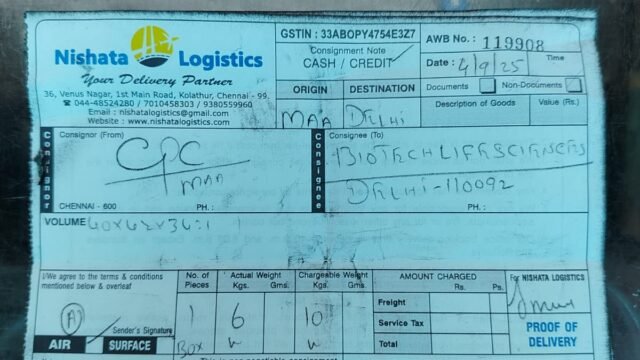 Nishata Logistics
Your Delivery Partner
36, Venus Nagar, 1st Main Road, Kolathur, Chennai - 99.
☎ 044-48524280 / 7010458303 / 9380559960
Email : nishatalogistics@gmail.com
Website : www.nishatalogistics.com
GSTIN : 33ABOPY4754E3Z7
Consignment Note
CASH / CREDIT
ORIGIN DESTINATION
MAA DELHI
AWB No. : 119908
Date : 4/9/25 Time
Documents Non-Documents
Description of Goods Value (Rs.)
Consignor
Consignor (From)
CPC
MAA
CHENNAI - 600 PH. :
Consignee
Consignee (To)
BIOTECH LIFESCIENCES
DELHI-110092
PH. :
VOLUME 60x42x36:1
I/We agree to the terms & conditions
mentioned below & overleaf
Sender's Signature
AIR SURFACE
No. of Pieces
1
BOX
Actual Weight
Kgs. Gms.
6
Chargeable Weight
Kgs. Gms.
10
AMOUNT CHARGED
Rs. Ps.
Freight
Service Tax
Total
For NISHATA LOGISTICS
PROOF OF
DELIVERY